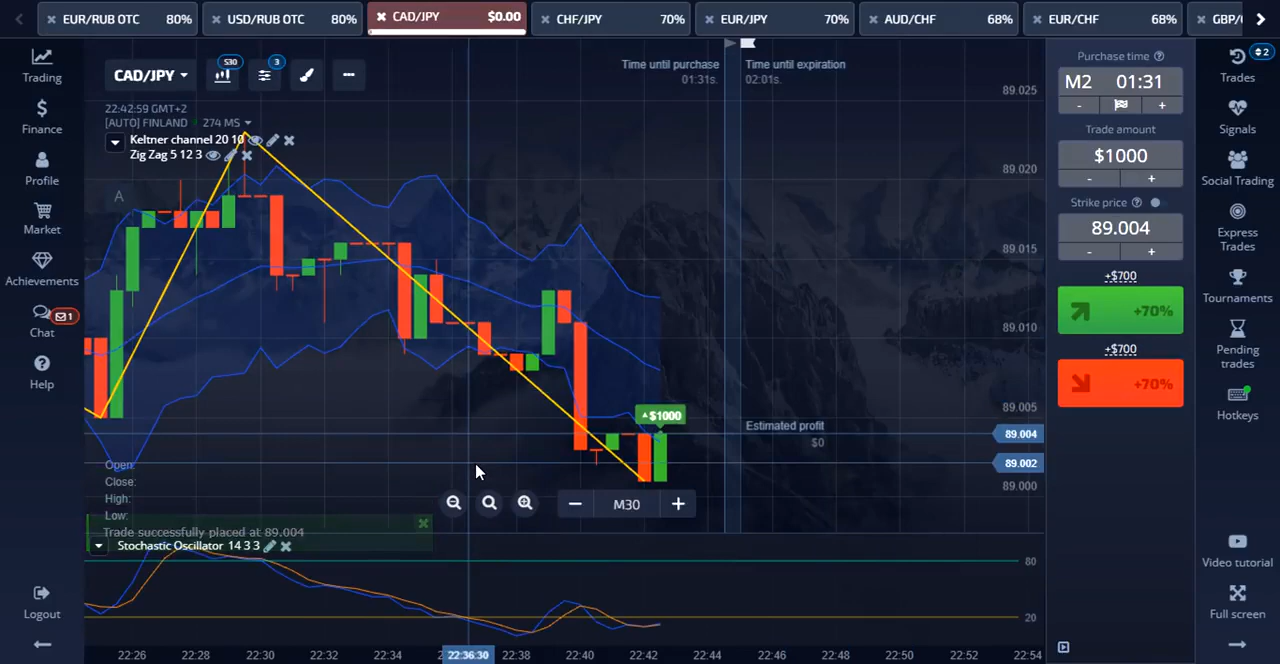 EUR/RUB OTC 80%
USD/RUB OTC 80%
CAD/JPY $0.00
CHF/JPY 70%
EUR/JPY 70%
AUD/CHF 68%
EUR/CHF 68%
GBP/
Trading
Finance
Profile
Market
Achievements
1
Chat
Help
Logout
CAD/JPY
S30
3
22:42:59 GMT+2
[AUTO] FINLAND 274 MS
Keltner channel 20 10
Zig Zag 5 12 3
A
Time until purchase
01:31s.
Time until expiration
02:01s.
89.025
89.020
89.015
89.010
89.005
89.004
89.002
89.000
$1000
Estimated profit
$0
Open:
Close:
High:
Low:
Trade successfully placed at 89.004
M30
Stochastic Oscillator 14 3 3
80
20
22:26 22:28 22:30 22:32 22:34 22:36:30 22:38 22:40 22:42 22:44 22:46 22:48 22:50 22:52 22:54
Purchase time
M2 01:31
- +
Trade amount
$1000
- +
Strike price
89.004
- +
+$700
+70%
+$700
+70%
2
Trades
Signals
Social Trading
Express
Trades
Tournaments
Pending
trades
Hotkeys
Video tutorial
Full screen